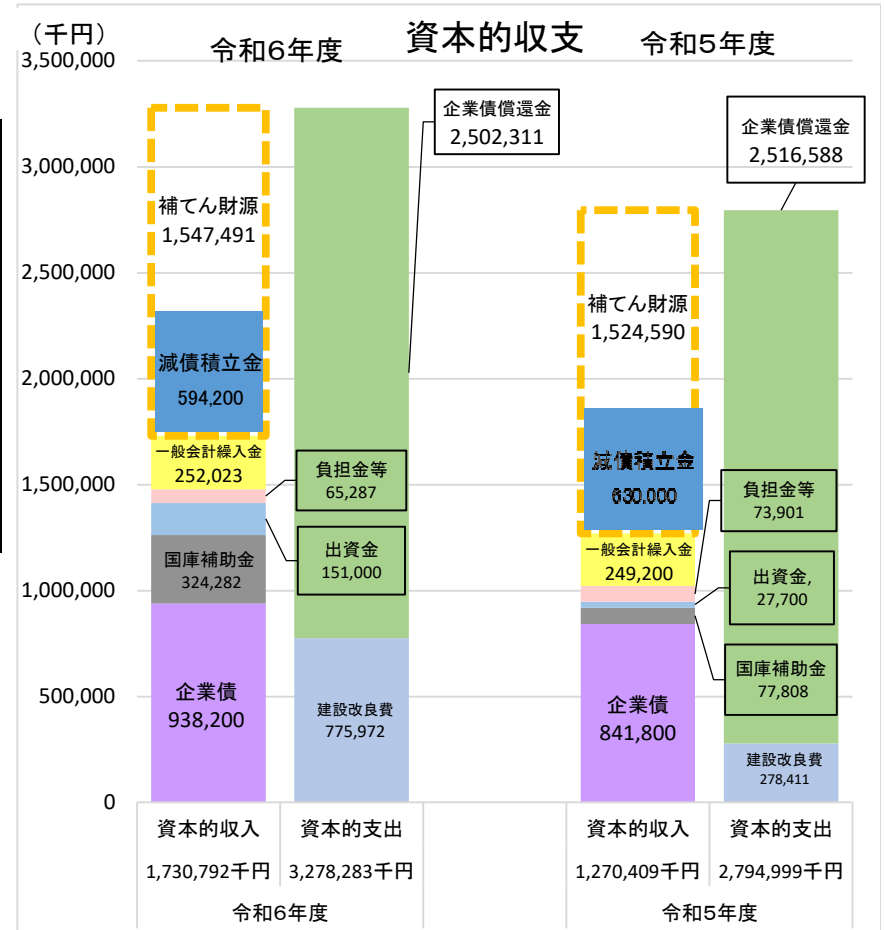 （千円）
令和6年度
資本的収支
令和5年度
3,500,000
3,000,000
2,500,000
2,000,000
1,500,000
1,000,000
500,000
0
補てん財源
1,547,491
減債積立金
594,200
一般会計繰入金
252,023
国庫補助金
324,282
企業債
938,200
企業債償還金
2,502,311
負担金等
65,287
出資金
151,000
建設改良費
775,972
補てん財源
1,524,590
減債積立金
630.000
一般会計繰入金
249,200
企業債
841,800
企業債償還金
2,516,588
負担金等
73,901
出資金,
27,700
国庫補助金
77,808
建設改良費
278,411
資本的収入
資本的支出
資本的収入
資本的支出
1,730,792千円
3,278,283千円
1,270,409千円
2,794,999千円
令和6年度
令和5年度